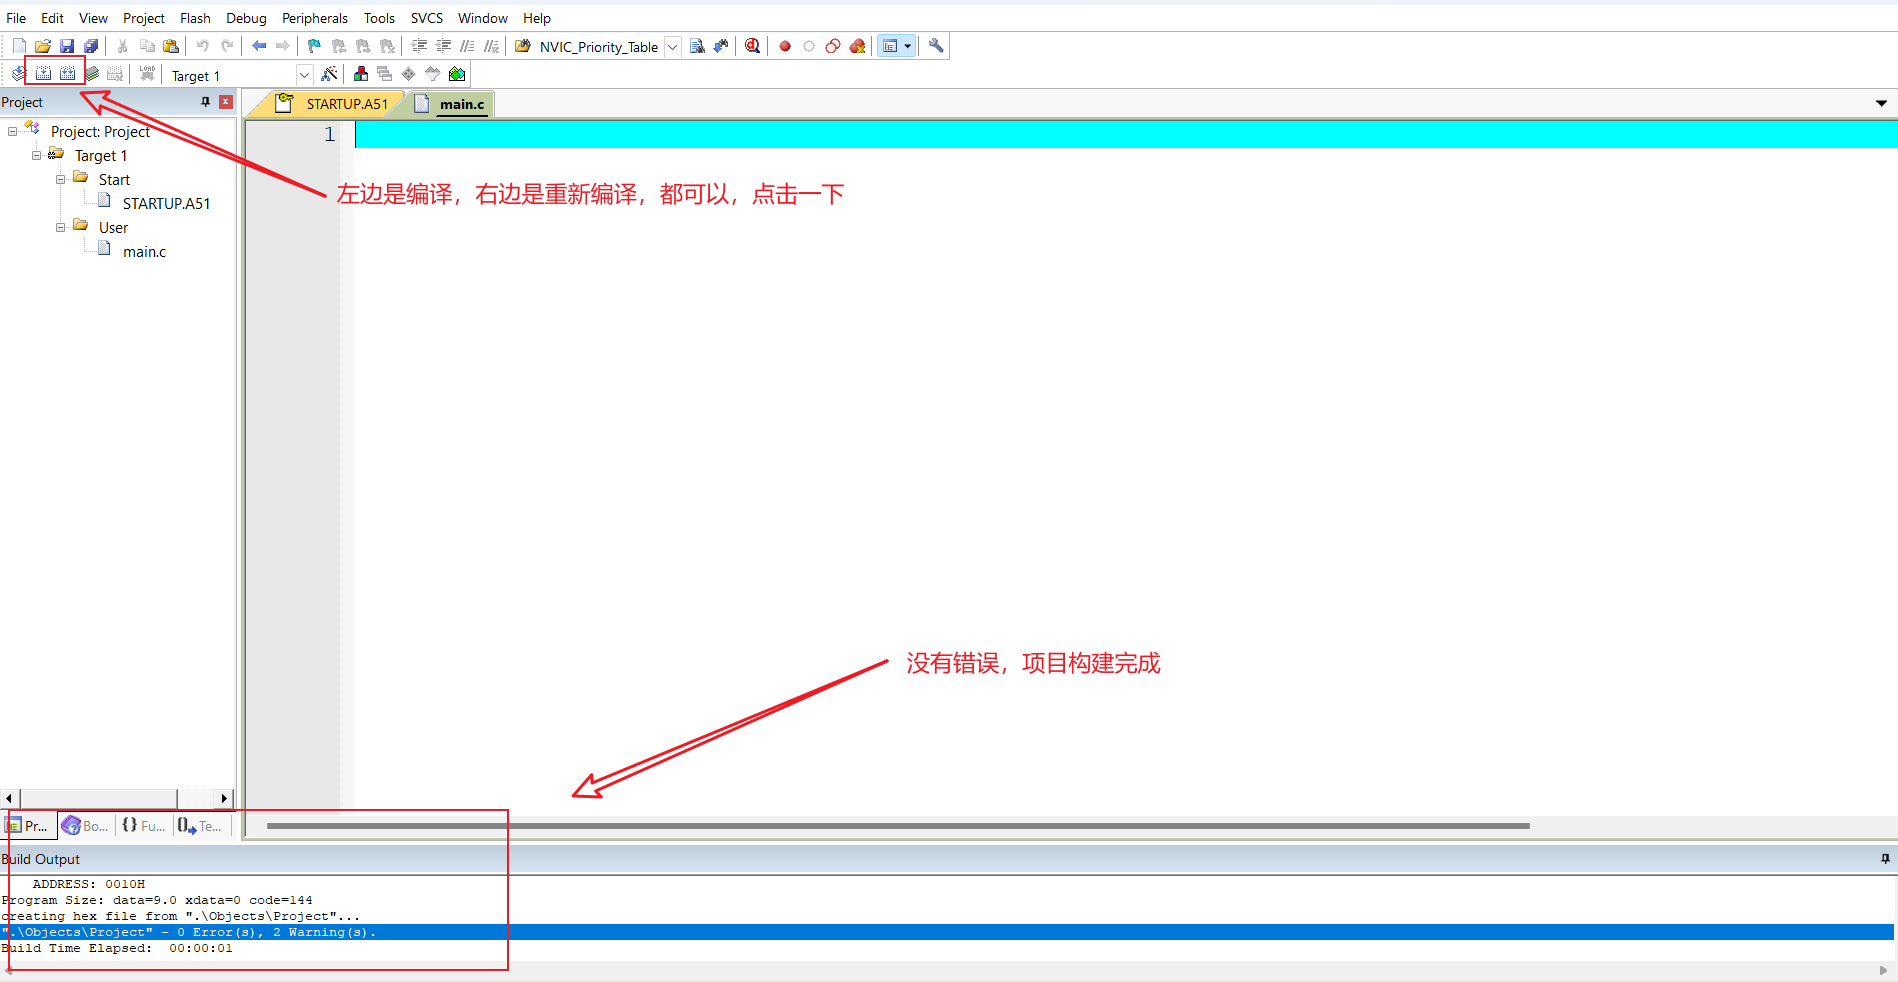 File Edit View Project Flash Debug Peripherals Tools SVCS Window Help
NVIC_Priority_Table
LOAD
Target 1
Project
STARTUP.A51 main.c
1
Project: Project
Target 1
Start
STARTUP.A51
User
main.c
左边是编译，右边是重新编译，都可以，点击一下
没有错误，项目构建完成
Pr... Bo... {} Fu... Te...
Build Output
ADDRESS: 0010H
Program Size: data=9.0 xdata=0 code=144
creating hex file from ".\Objects\Project"...
".\Objects\Project" - 0 Error(s), 2 Warning(s).
Build Time Elapsed:  00:00:01